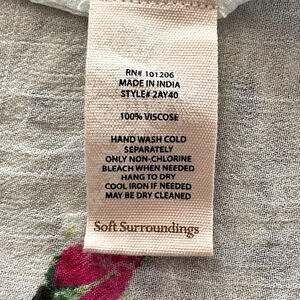 RN# 101206
MADE IN INDIA
STYLE# 2AY40
100% VISCOSE
HAND WASH COLD
SEPARATELY
ONLY NON-CHLORINE
BLEACH WHEN NEEDED
HANG TO DRY
COOL IRON IF NEEDED
MAY BE DRY CLEANED
Soft Surroundings